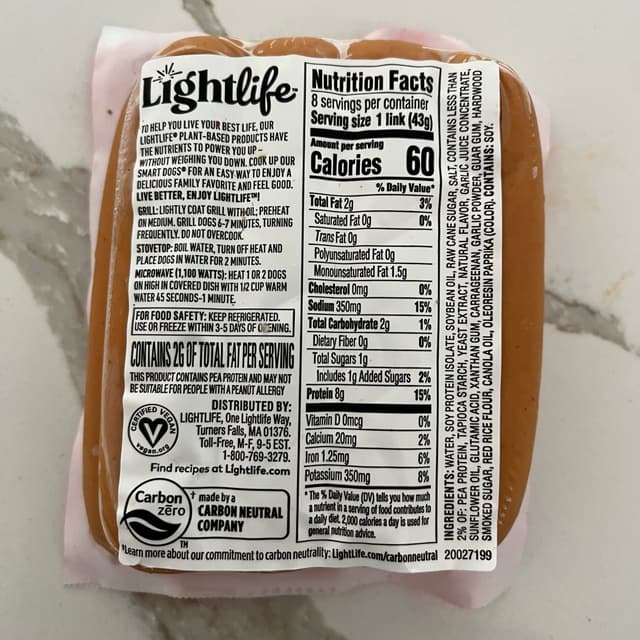 Lightlife
TO HELP YOU LIVE YOUR BEST LIFE, OUR
LIGHTLIFE® PLANT-BASED PRODUCTS HAVE
THE NUTRIENTS TO POWER YOU UP –
WITHOUT WEIGHING YOU DOWN. COOK UP OUR
SMART DOGS® FOR AN EASY WAY TO ENJOY A
DELICIOUS FAMILY FAVORITE AND FEEL GOOD.
LIVE BETTER, ENJOY LIGHTLIFE™!
GRILL: LIGHTLY COAT GRILL WITH OIL; PREHEAT
ON MEDIUM. GRILL DOGS 6-7 MINUTES, TURNING
FREQUENTLY. DO NOT OVERCOOK.
STOVETOP: BOIL WATER, TURN OFF HEAT AND
PLACE DOGS IN WATER FOR 2 MINUTES.
MICROWAVE (1,100 WATTS): HEAT 1 OR 2 DOGS
ON HIGH IN COVERED DISH WITH 1/2 CUP WARM
WATER 45 SECONDS-1 MINUTE.
FOR FOOD SAFETY: KEEP REFRIGERATED.
USE OR FREEZE WITHIN 3-5 DAYS OF OPENING.
CONTAINS 2G OF TOTAL FAT PER SERVING
THIS PRODUCT CONTAINS PEA PROTEIN AND MAY NOT
BE SUITABLE FOR PEOPLE WITH A PEANUT ALLERGY
CERTIFIED VEGAN
vegan.org
DISTRIBUTED BY:
LIGHTLIFE, One Lightlife Way,
Turners Falls, MA 01376.
Toll-Free, M-F, 9-5 EST.
1-800-769-3279.
Find recipes at Lightlife.com
Carbon
zero
TM
† made by a
CARBON NEUTRAL
COMPANY
†Learn more about our commitment to carbon neutrality: Lightlife.com/carbonneutral 20027199
Nutrition Facts
8 servings per container
Serving size 1 link (43g)
Amount per serving
Calories 60
% Daily Value*
Total Fat 2g 3%
Saturated Fat 0g 0%
Trans Fat 0g
Polyunsaturated Fat 0g
Monounsaturated Fat 1.5g
Cholesterol 0mg 0%
Sodium 350mg 15%
Total Carbohydrate 2g 1%
Dietary Fiber 0g 0%
Total Sugars 1g
Includes 1g Added Sugars 2%
Protein 8g 15%
Vitamin D 0mcg 0%
Calcium 20mg 2%
Iron 1.25mg 6%
Potassium 350mg 8%
*The % Daily Value (DV) tells you how much
a nutrient in a serving of food contributes to
a daily diet. 2,000 calories a day is used for
general nutrition advice.
INGREDIENTS: WATER, SOY PROTEIN ISOLATE, SOYBEAN OIL, RAW CANE SUGAR, SALT, CONTAINS LESS THAN
2% OF: PEA PROTEIN, TAPIOCA STARCH, YEAST EXTRACT, NATURAL FLAVOR, GARLIC JUICE CONCENTRATE,
SUNFLOWER OIL, GLUTAMIC ACID, XANTHAN GUM, CARRAGEENAN, GARLIC POWDER, GUAR GUM, HARDWOOD
SMOKED SUGAR, RED RICE FLOUR, CANOLA OIL, OLEORESIN PAPRIKA (COLOR). CONTAINS: SOY.